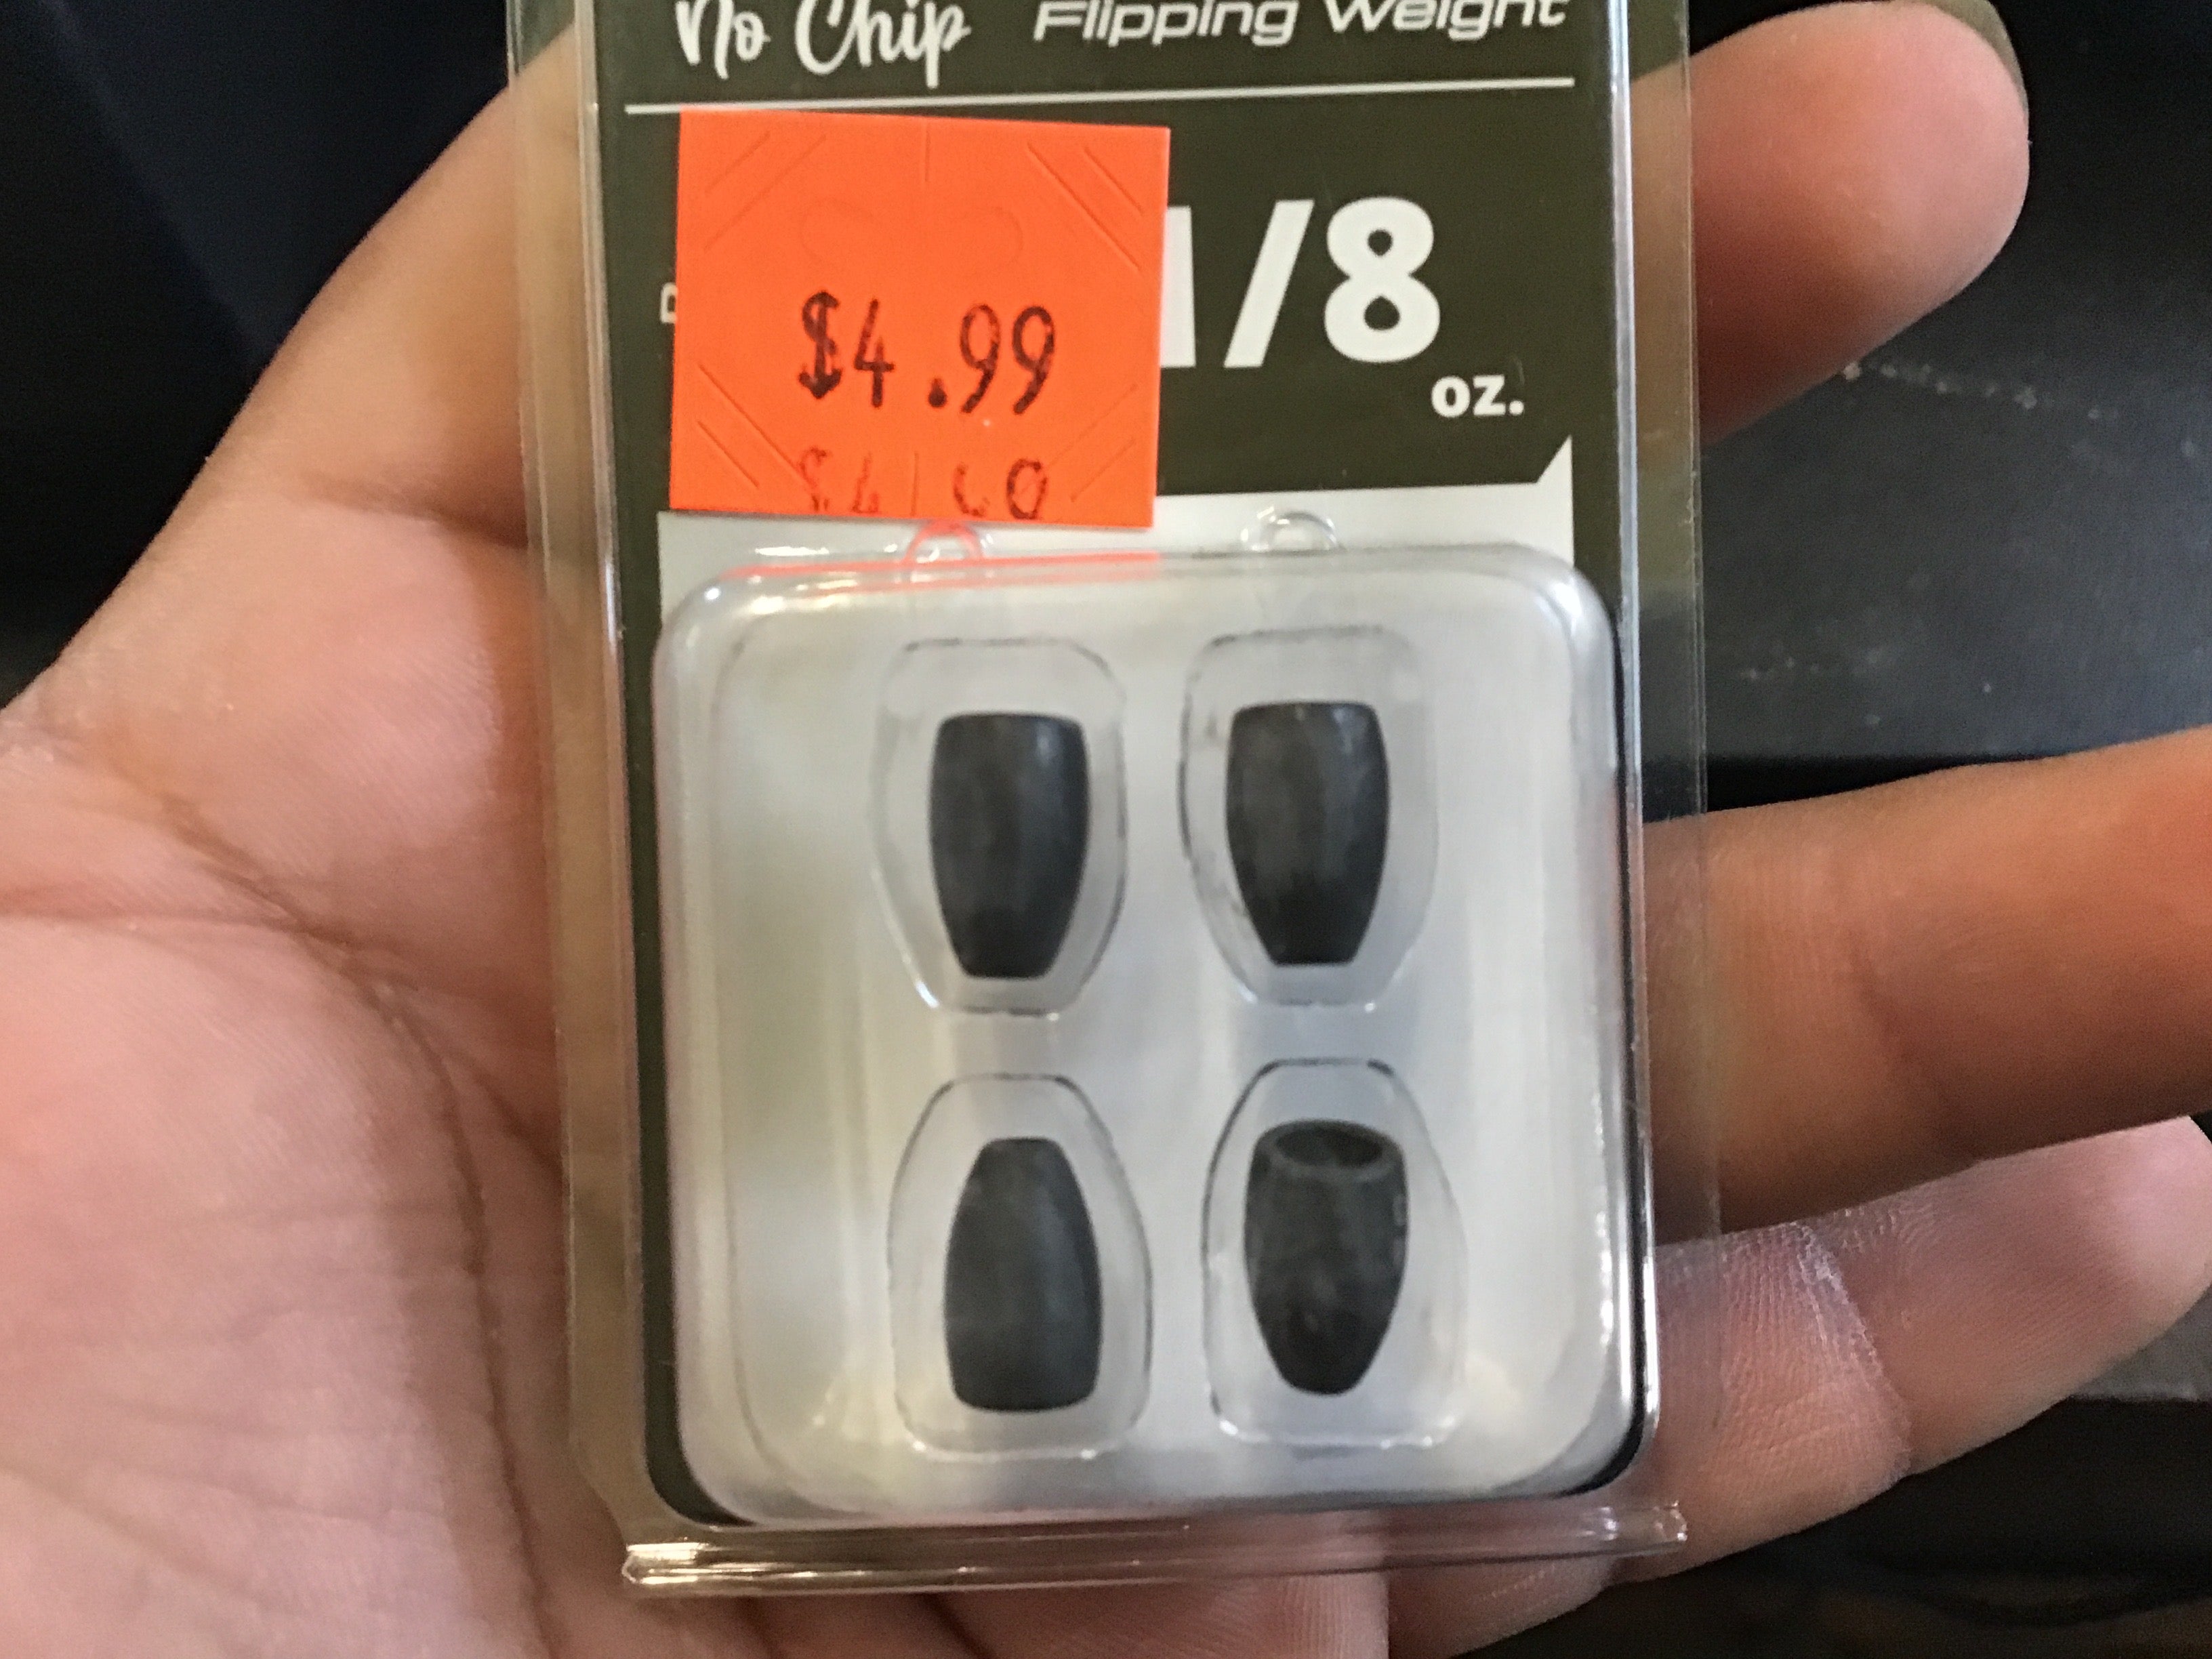 No Chip Flipping Weight
$4.99
1/8
oz.